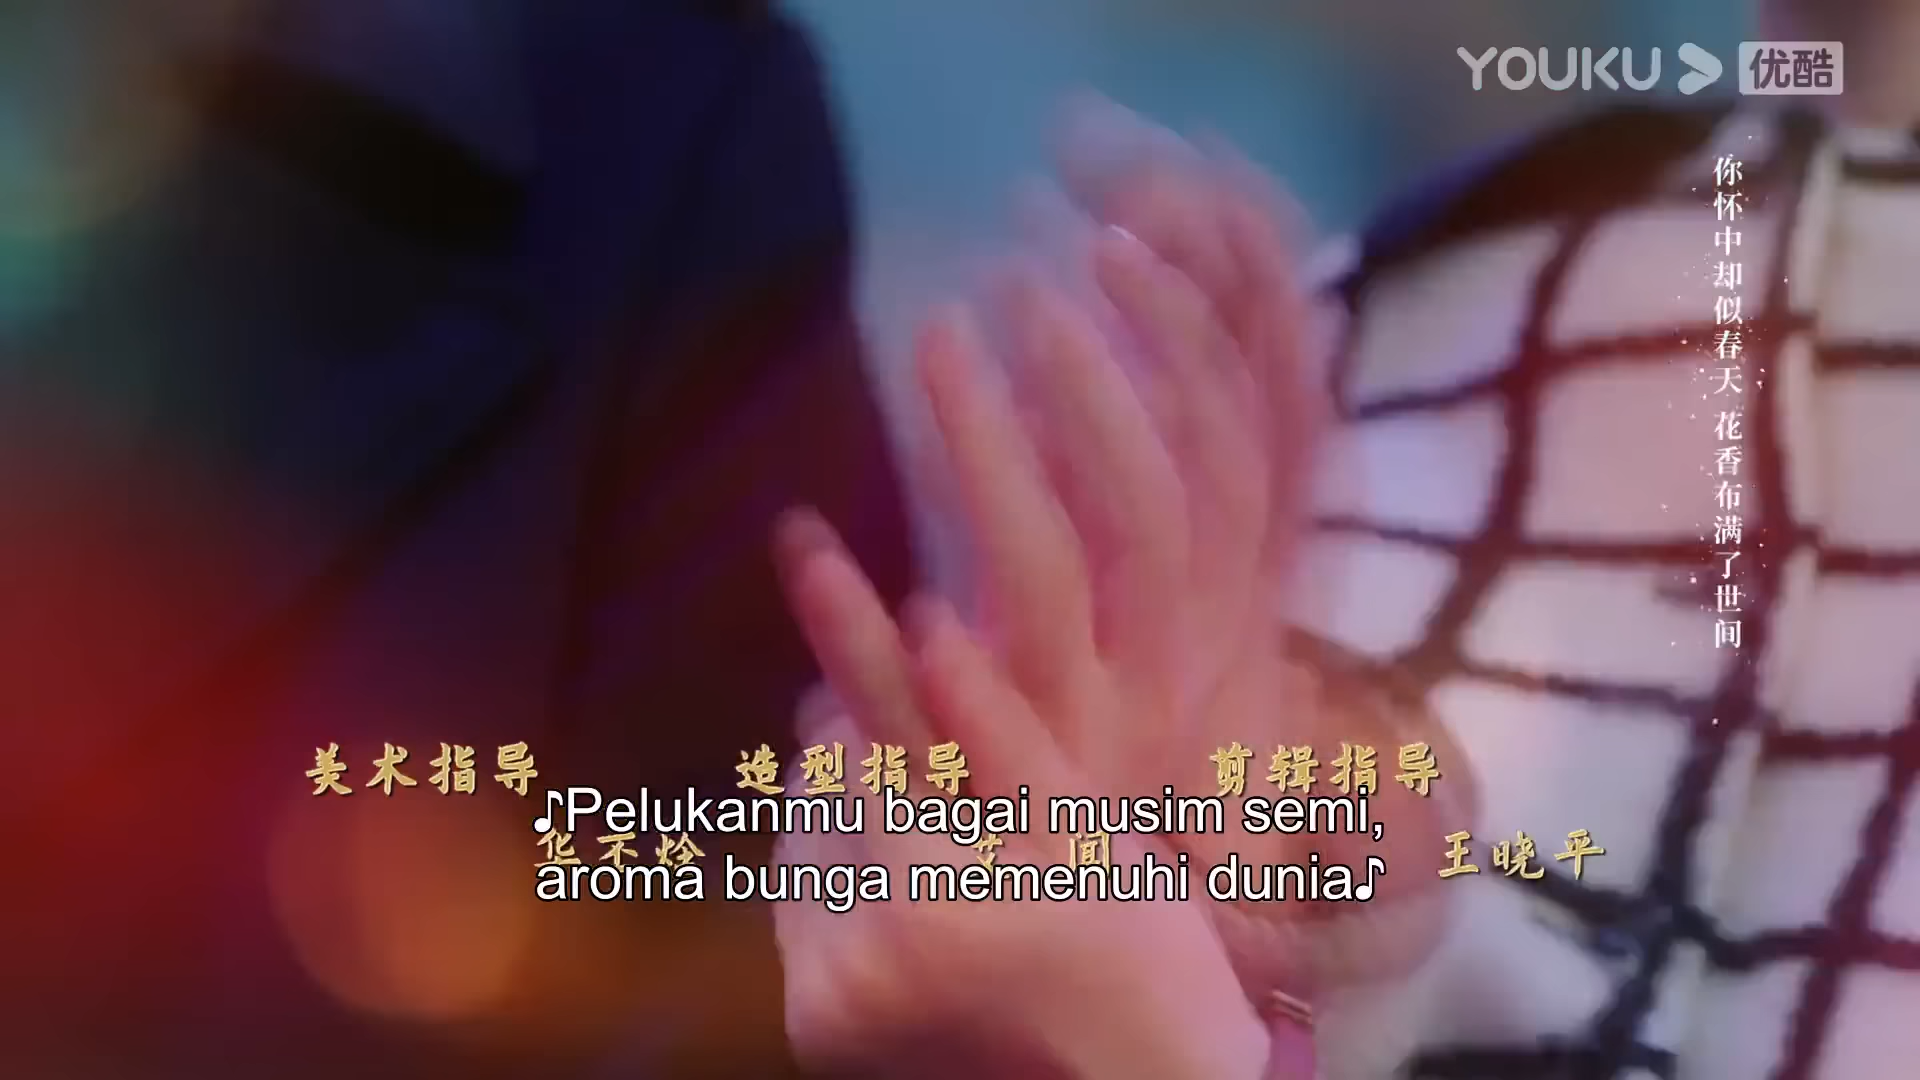 YOUKU 优酷
你怀中却似春天 花香布满了世间
美术指导 造型指导 剪辑指导
♪Pelukanmu bagai musim semi,
王晓平
aroma bunga memenuhi dunia♪